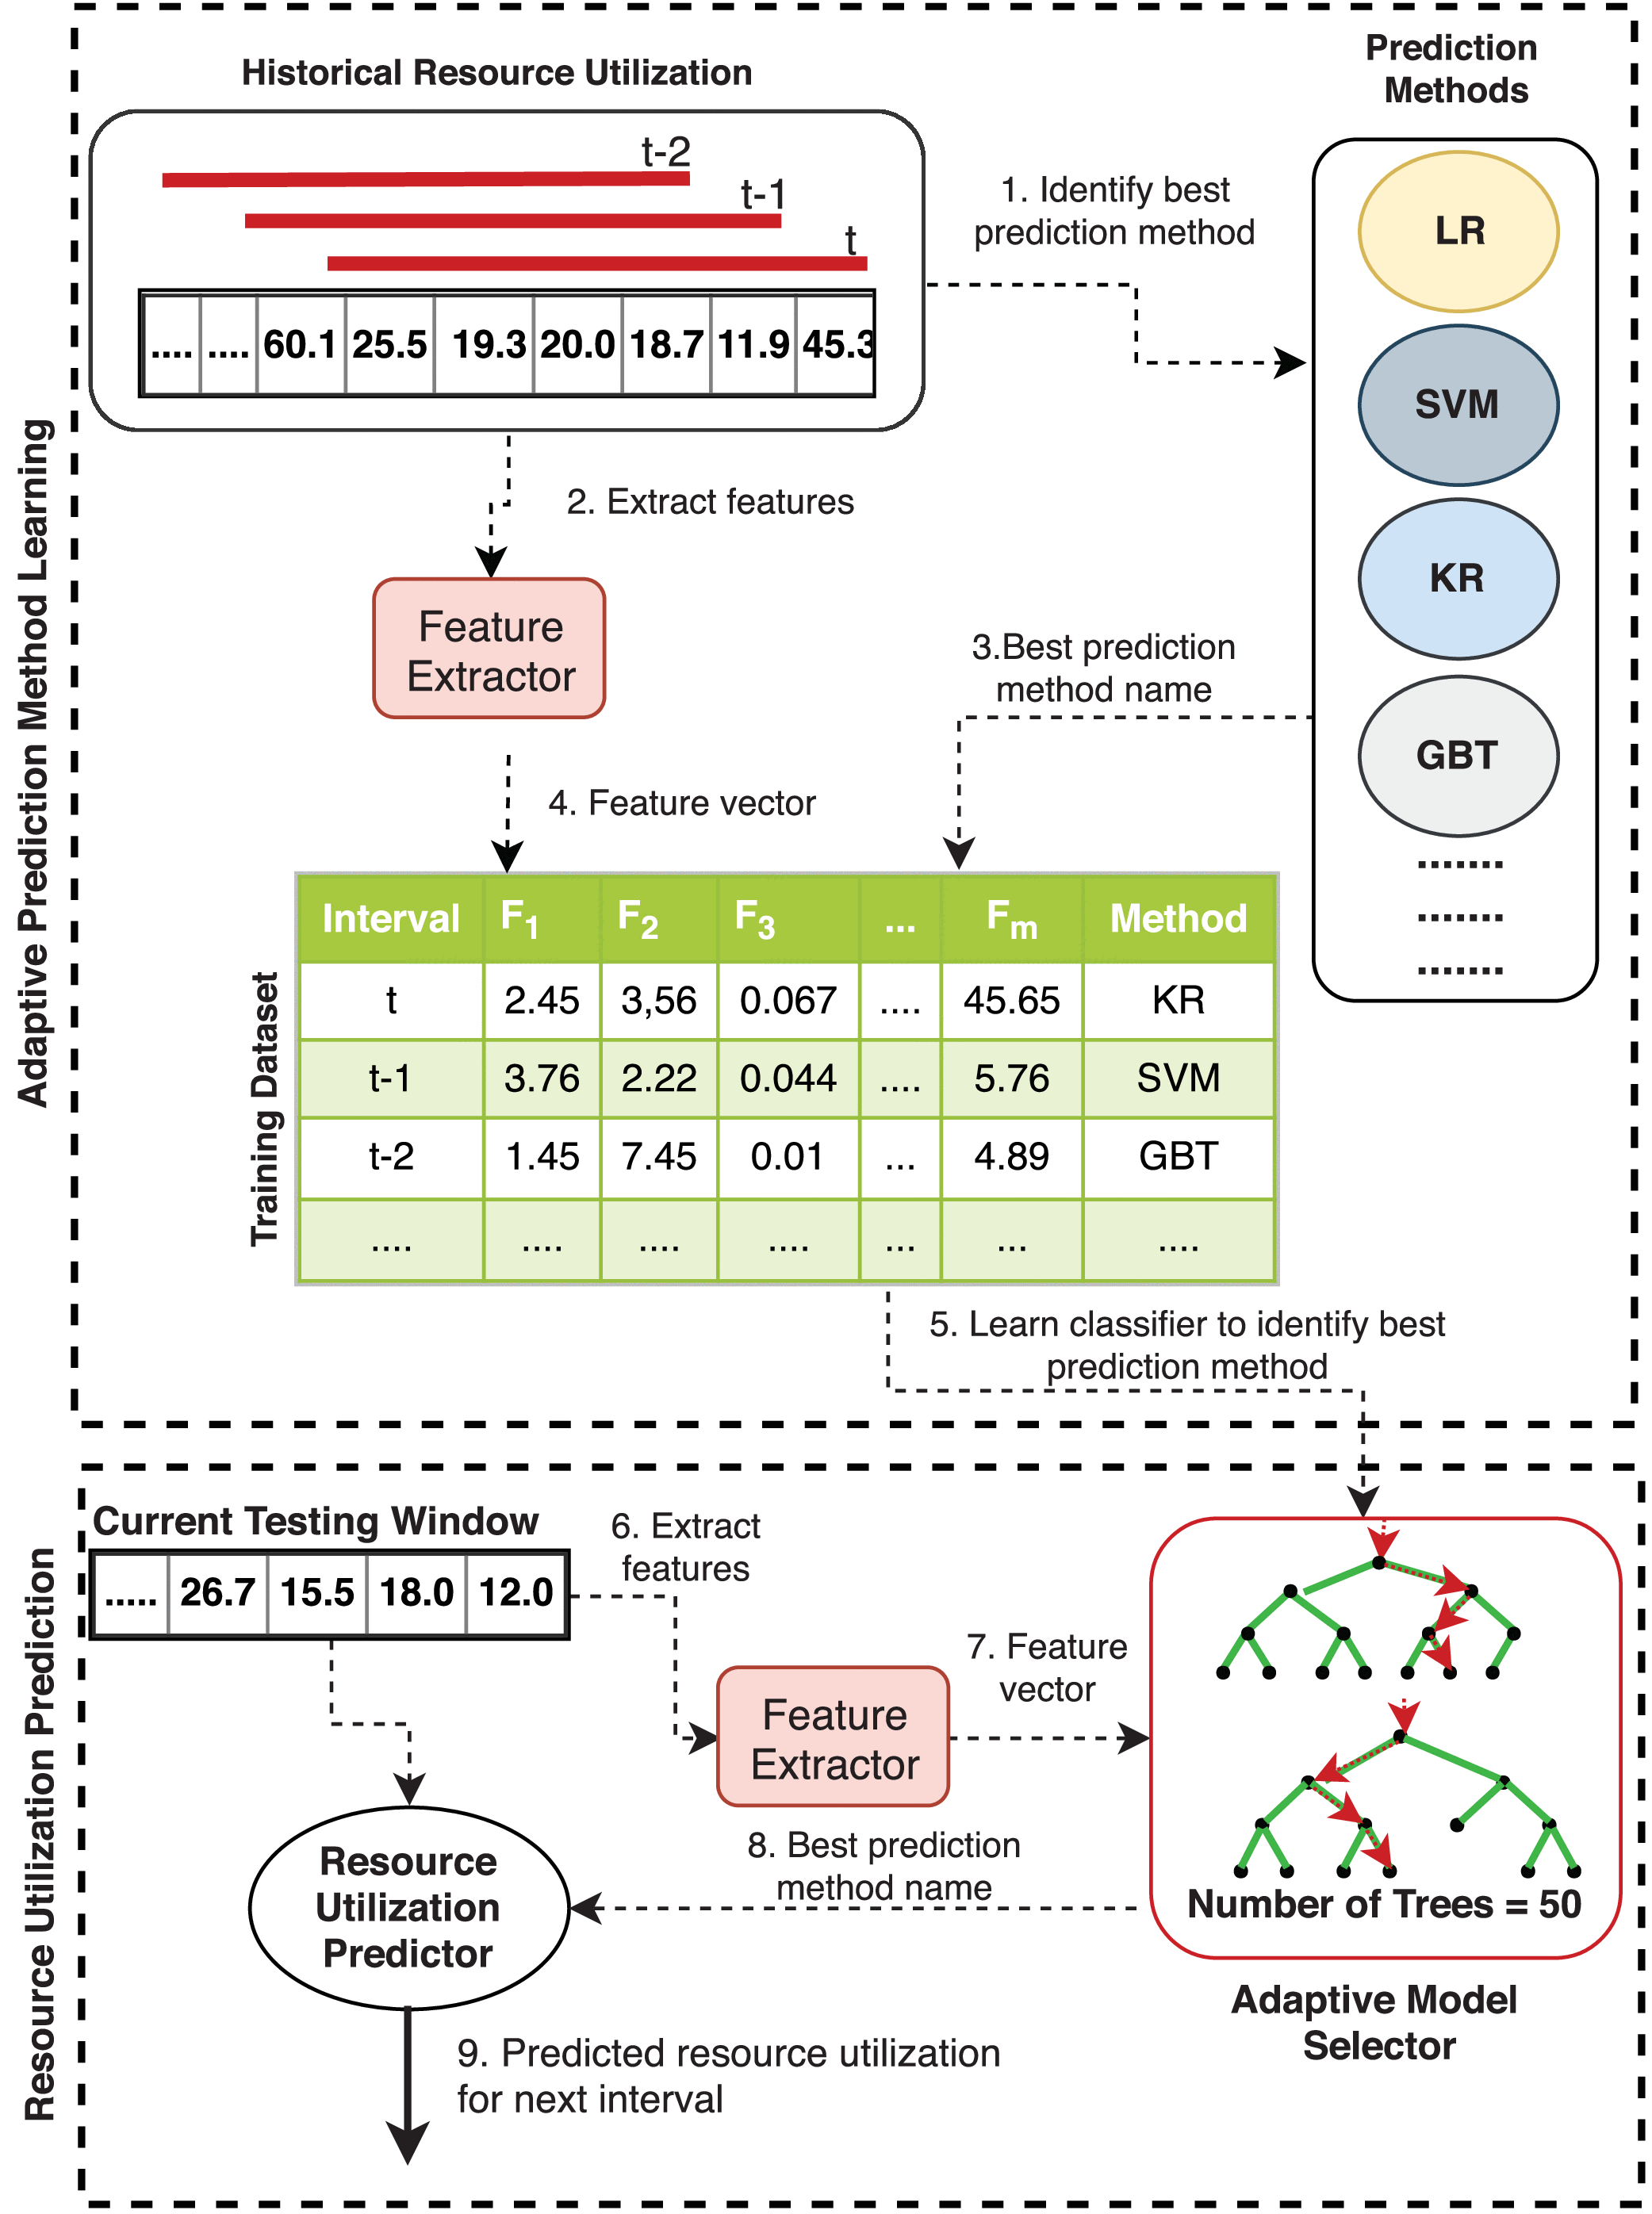 Historical Resource Utilization
Prediction
Methods
t-2
t-1
t
.... .... 60.1 25.5 19.3 20.0 18.7 11.9 45.3
1. Identify best
prediction method
LR
SVM
KR
GBT
.......
.......
.......
2. Extract features
Feature
Extractor
3.Best prediction
method name
4. Feature vector
Adaptive Prediction Method Learning
Training Dataset
Interval F1 F2 F3 ... Fm Method
t 2.45 3,56 0.067 .... 45.65 KR
t-1 3.76 2.22 0.044 .... 5.76 SVM
t-2 1.45 7.45 0.01 ... 4.89 GBT
.... .... .... .... ... ... ....
5. Learn classifier to identify best
prediction method
Resource Utilization Prediction
Current Testing Window
..... 26.7 15.5 18.0 12.0
6. Extract
features
Feature
Extractor
7. Feature
vector
8. Best prediction
method name
Resource
Utilization
Predictor
Number of Trees = 50
Adaptive Model
Selector
9. Predicted resource utilization
for next interval